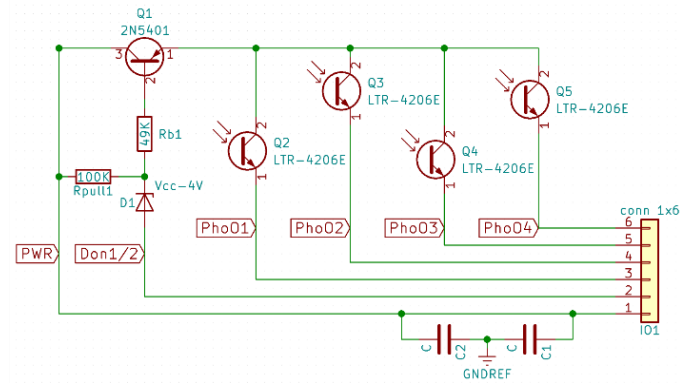 Q1
2N5401
3
1
2
49K
Rb1
100K
Rpull1
Vcc-4V
D1
2
Q2
LTR-4206E
1
2
Q3
LTR-4206E
1
2
Q4
LTR-4206E
1
2
Q5
LTR-4206E
1
PWR
Don1/2
Pho01
Pho02
Pho03
Pho04
conn 1x6
6
5
4
3
2
1
IO1
C
C2
C
C1
GNDREF